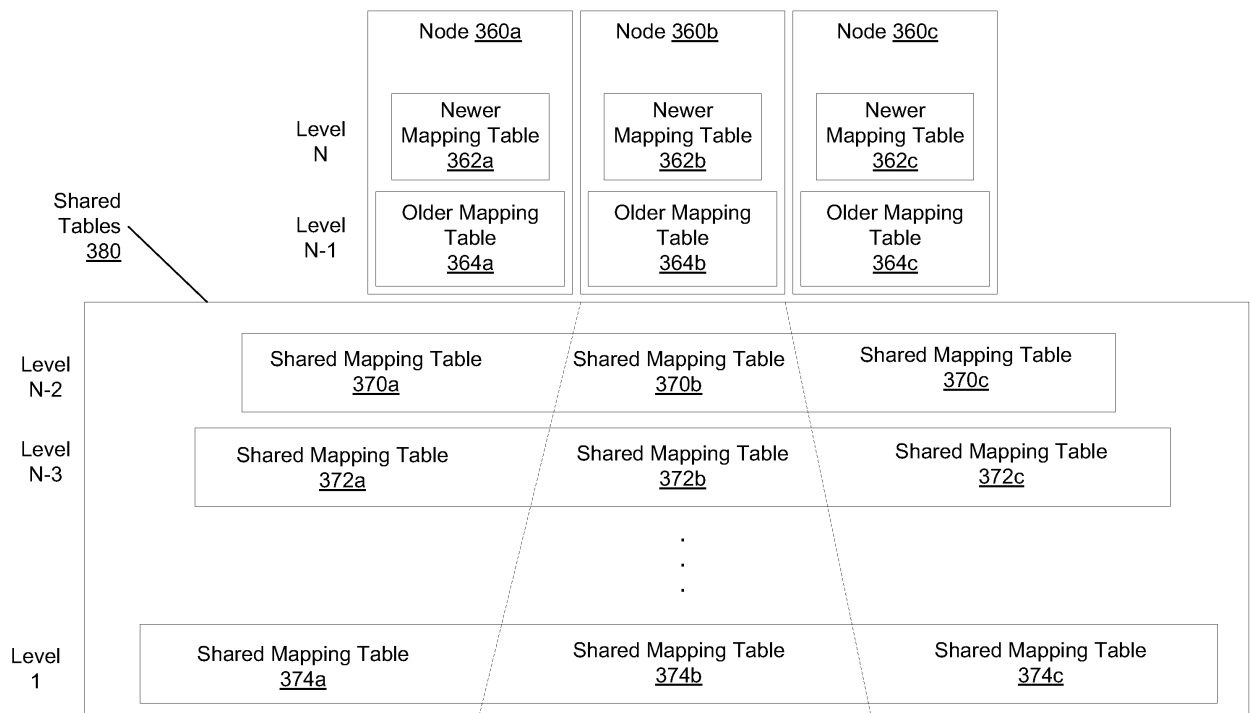 Node 360a
Node 360b
Node 360c
Level
N
Newer
Mapping Table
362a
Newer
Mapping Table
362b
Newer
Mapping Table
362c
Shared
Tables
380
Level
N-1
Older Mapping
Table
364a
Older Mapping
Table
364b
Older Mapping
Table
364c
Level
N-2
Shared Mapping Table
370a
Shared Mapping Table
370b
Shared Mapping Table
370c
Level
N-3
Shared Mapping Table
372a
Shared Mapping Table
372b
Shared Mapping Table
372c
.
.
.
Level
1
Shared Mapping Table
374a
Shared Mapping Table
374b
Shared Mapping Table
374c